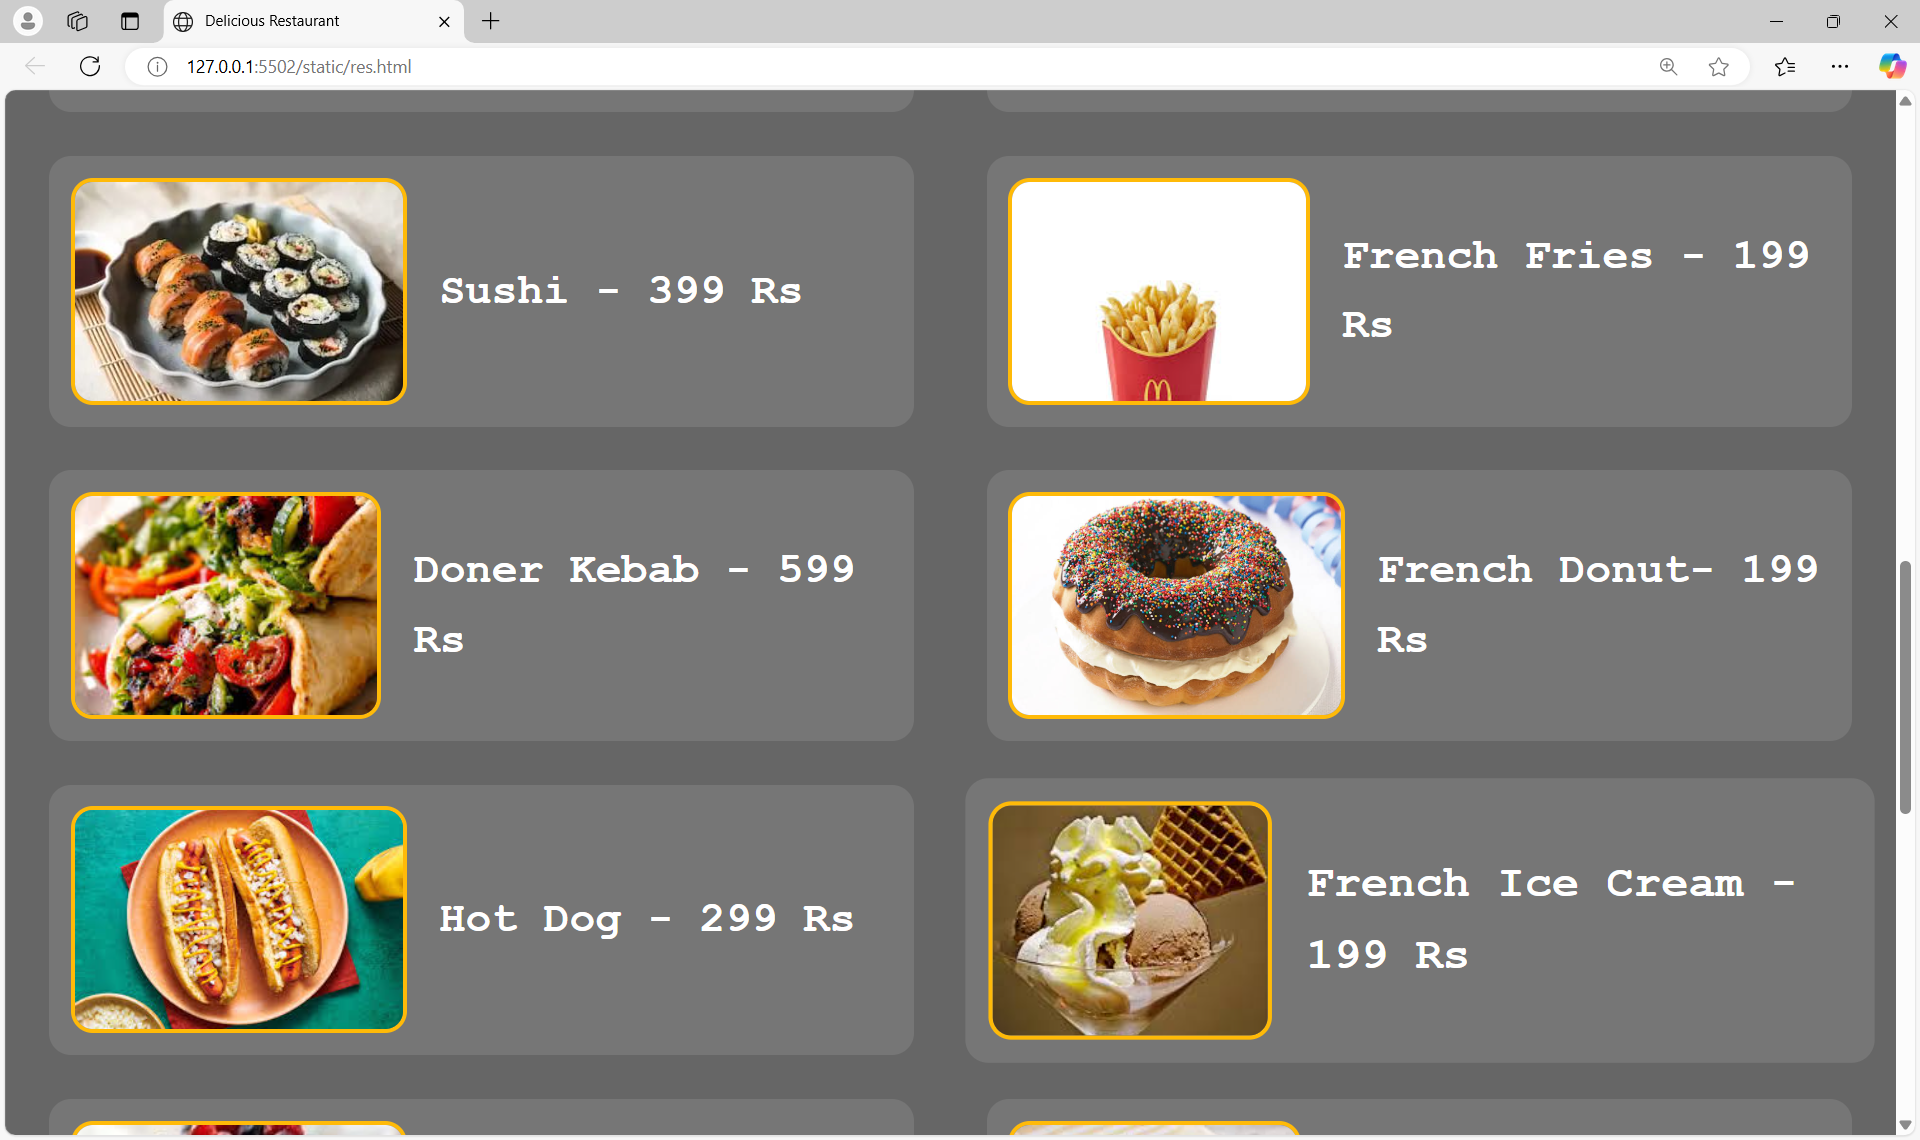 Delicious Restaurant
127.0.0.1:5502/static/res.html
Sushi - 399 Rs
French Fries - 199
Rs
Doner Kebab - 599
Rs
French Donut- 199
Rs
Hot Dog - 299 Rs
French Ice Cream -
199 Rs